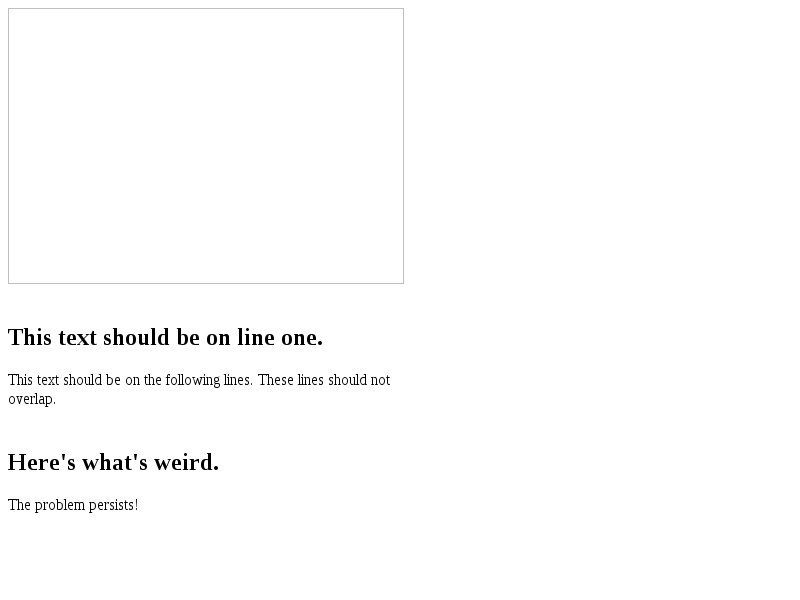 This text should be on line one.
This text should be on the following lines. These lines should not
overlap.
Here's what's weird.
The problem persists!